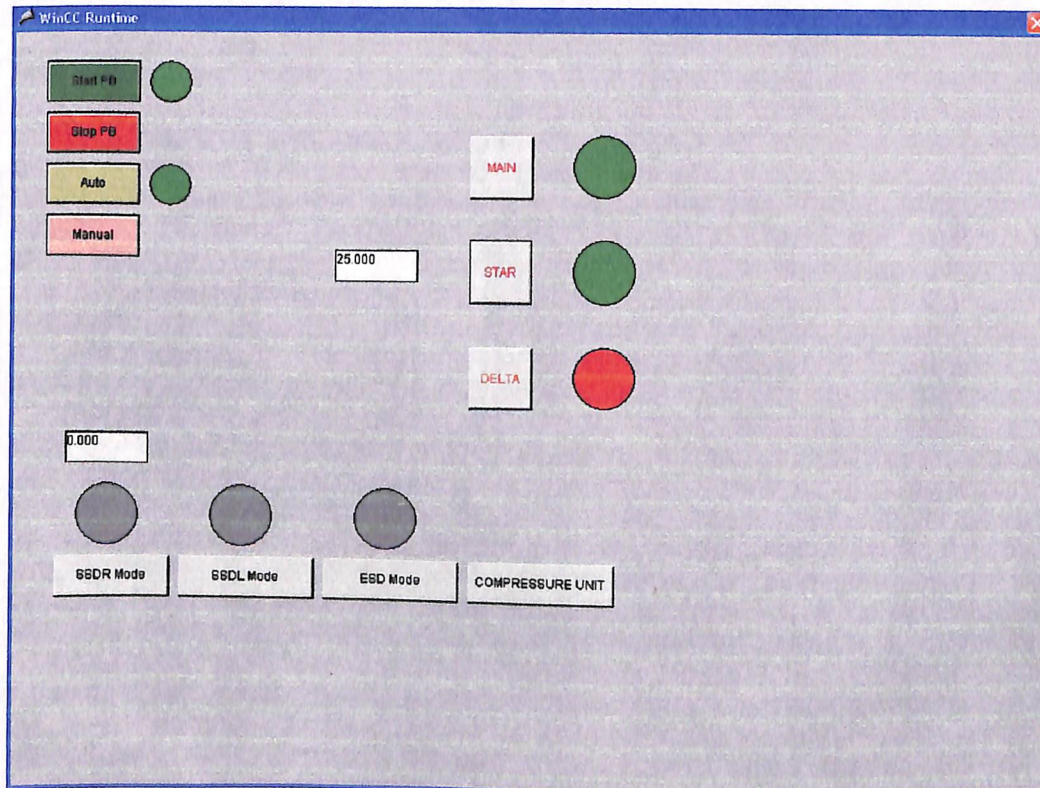 WinCC Runtime
Start PB
Stop PB
Auto
Manual
MAIN
25.000
STAR
DELTA
0.000
SSDR Mode
SSDL Mode
ESD Mode
COMPRESSURE UNIT